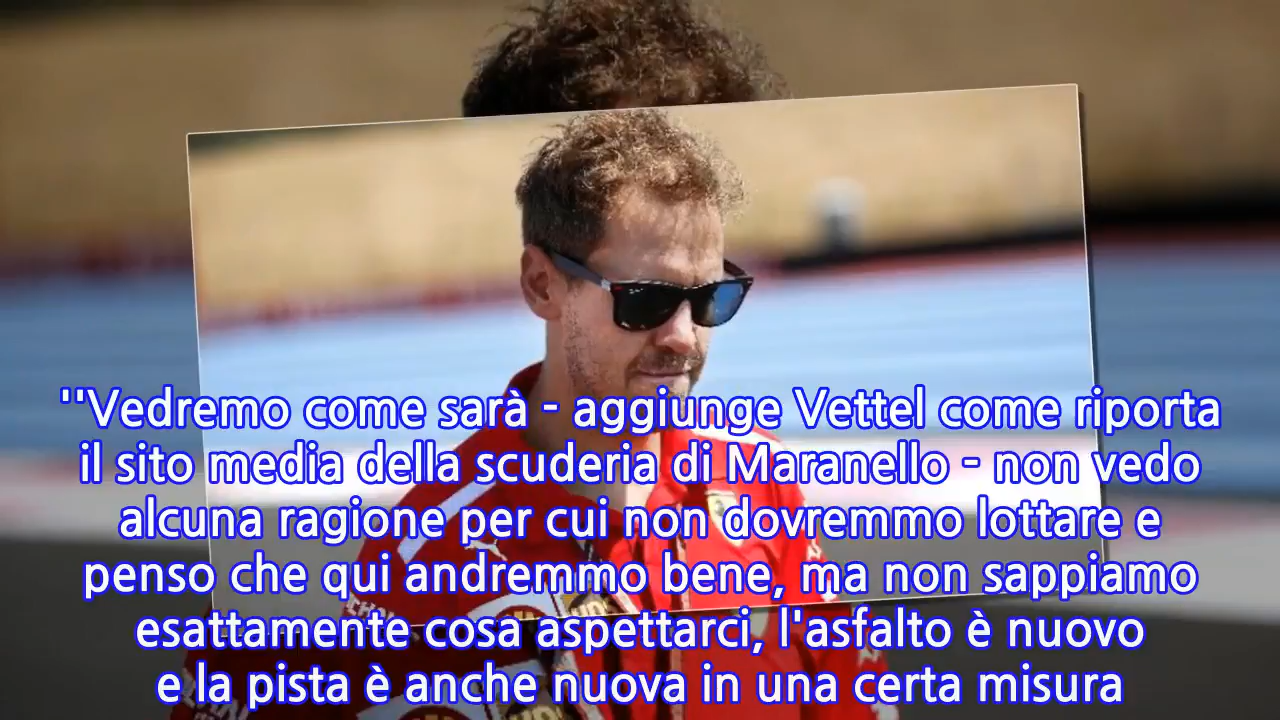 ''Vedremo come sarà - aggiunge Vettel come riporta
il sito media della scuderia di Maranello - non vedo
alcuna ragione per cui non dovremmo lottare e
penso che qui andremmo bene, ma non sappiamo
esattamente cosa aspettarci, l'asfalto è nuovo
e la pista è anche nuova in una certa misura